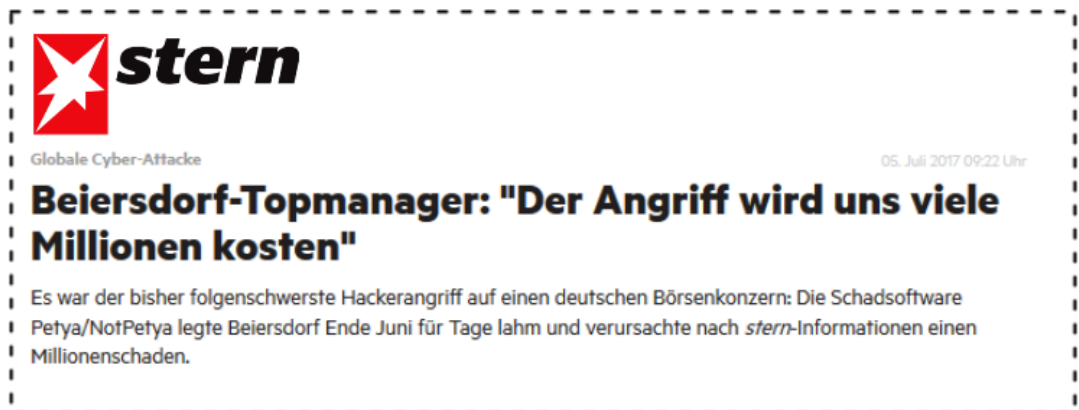 stern
Globale Cyber-Attacke
05. Juli 2017 09:22 Uhr
Beiersdorf-Topmanager: "Der Angriff wird uns viele
Millionen kosten"
Es war der bisher folgenschwerste Hackerangriff auf einen deutschen Börsenkonzern: Die Schadsoftware
Petya/NotPetya legte Beiersdorf Ende Juni für Tage lahm und verursachte nach stern-Informationen einen
Millionenschaden.